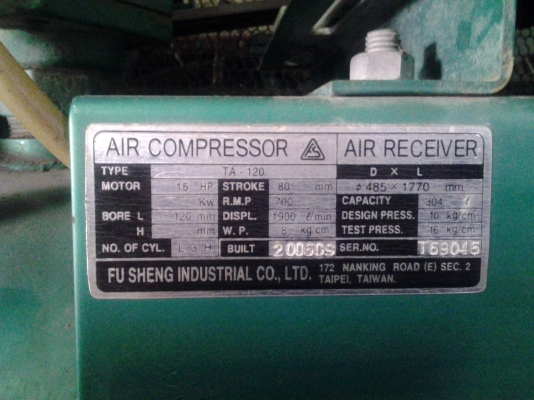 AIR COMPRESSOR AIR RECEIVER
TYPE TA - 120 D X L
MOTOR 15 HP STROKE 80 mm φ 485 × 1770 mm
Kw R.M.P 700 CAPACITY 304 ℓ
BORE L 120 mm DISPL. 1900 ℓ/min DESIGN PRESS. 10 kg/cm
H mm W. P. 8 kg/cm TEST PRESS. 16 kg/cm
NO. OF CYL. L 3 H BUILT SER.NO. T69045
FU SHENG INDUSTRIAL CO., LTD. 172 NANKING ROAD (E) SEC. 2
TAIPEI, TAIWAN.